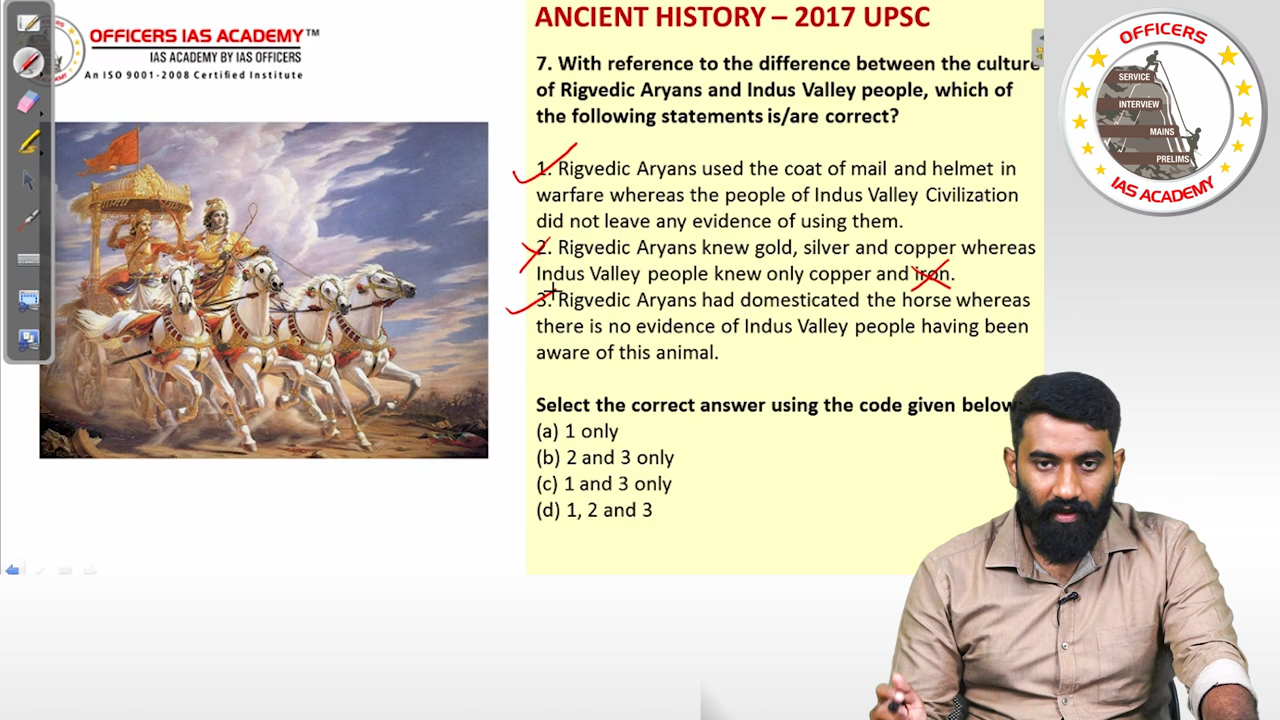 OFFICERS IAS ACADEMY™
IAS ACADEMY BY IAS OFFICERS
An ISO 9001-2008 Certified Institute
ANCIENT HISTORY – 2017 UPSC
7. With reference to the difference between the culture
of Rigvedic Aryans and Indus Valley people, which of
the following statements is/are correct?
1. Rigvedic Aryans used the coat of mail and helmet in
warfare whereas the people of Indus Valley Civilization
did not leave any evidence of using them.
2. Rigvedic Aryans knew gold, silver and copper whereas
Indus Valley people knew only copper and iron.
3. Rigvedic Aryans had domesticated the horse whereas
there is no evidence of Indus Valley people having been
aware of this animal.
Select the correct answer using the code given below:
(a) 1 only
(b) 2 and 3 only
(c) 1 and 3 only
(d) 1, 2 and 3
OFFICERS
SERVICE
INTERVIEW
MAINS
PRELIMS
IAS ACADEMY